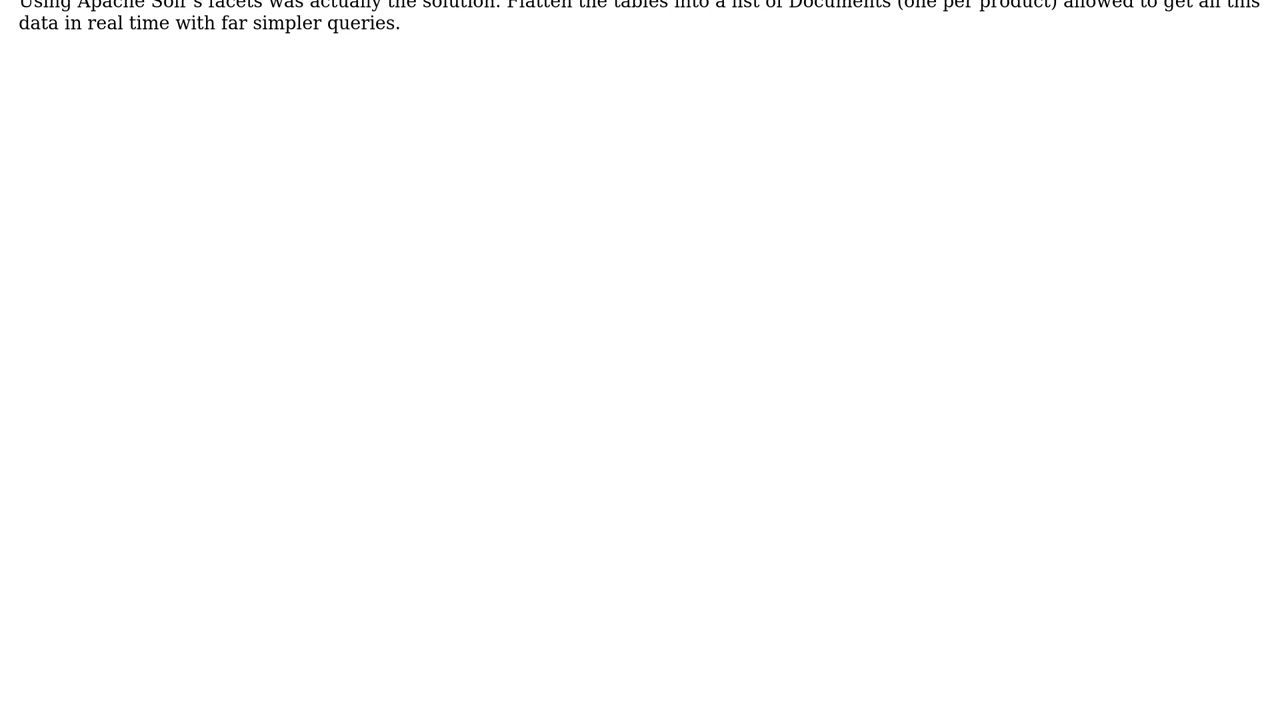 Using Apache Solr's facets was actually the solution. Flatten the tables into a list of Documents (one per product) allowed to get all this
data in real time with far simpler queries.